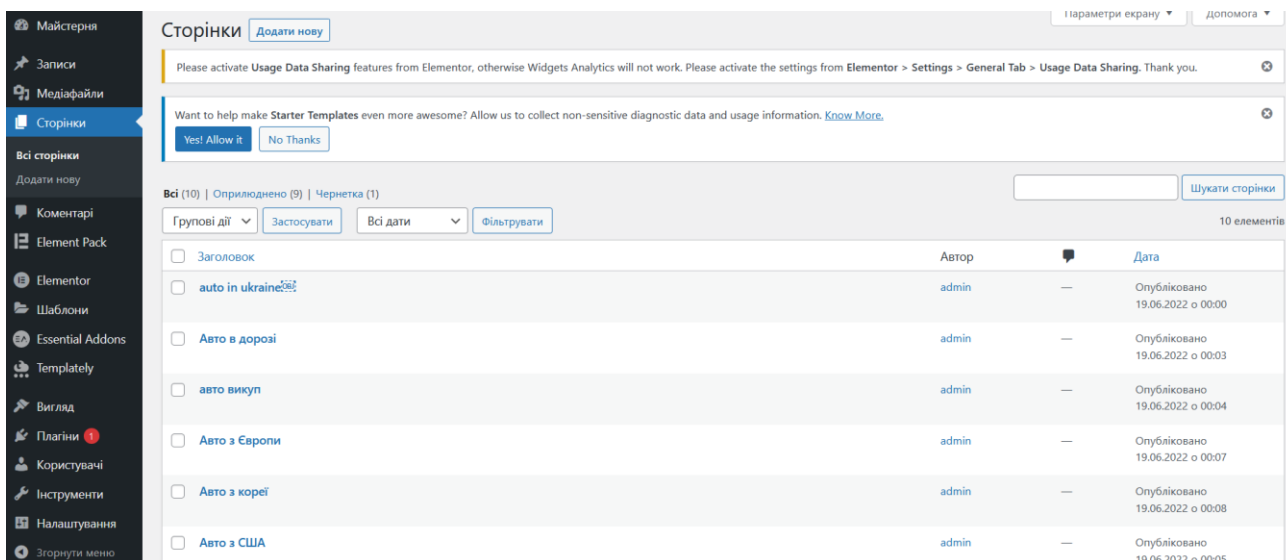 Майстерня
Записи
Медіафайли
Сторінки
Всі сторінки
Додати нову
Коментарі
Element Pack
Elementor
Шаблони
Essential Addons
Templately
Вигляд
Плагіни 1
Користувачі
Інструменти
Налаштування
Згорнути меню
Параметри екрану
Допомога
Сторінки Додати нову
Please activate Usage Data Sharing features from Elementor, otherwise Widgets Analytics will not work. Please activate the settings from Elementor > Settings > General Tab > Usage Data Sharing. Thank you.
Want to help make Starter Templates even more awesome? Allow us to collect non-sensitive diagnostic data and usage information. Know More.
Yes! Allow it No Thanks
Всі (10) | Оприлюднено (9) | Чернетка (1)
Шукати сторінки
Групові дії Застосувати Всі дати Фільтрувати
10 елементів
Заголовок Автор Дата
auto in ukraine￼ admin — Опубліковано
19.06.2022 о 00:00
Авто в дорозі admin — Опубліковано
19.06.2022 о 00:03
авто викуп admin — Опубліковано
19.06.2022 о 00:04
Авто з Європи admin — Опубліковано
19.06.2022 о 00:07
Авто з кореї admin — Опубліковано
19.06.2022 о 00:08
Авто з США admin — Опубліковано
19.06.2022 о 00:05